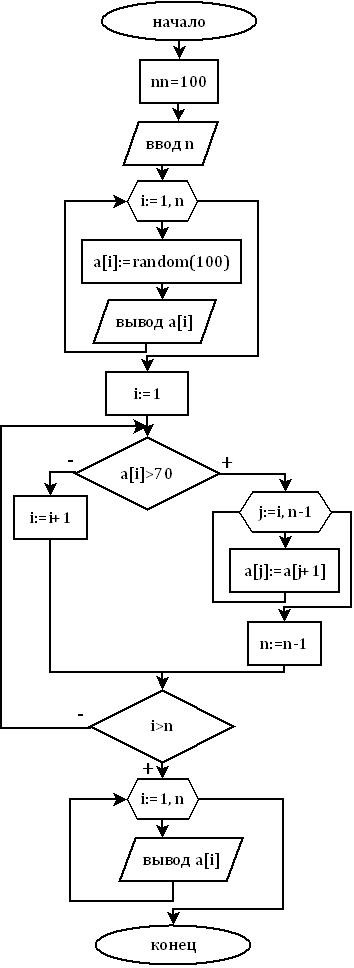 начало
nn=100
ввод n
i:=1, n
a[i]:=random(100)
вывод a[i]
i:=1
a[i]>70
-
+
i:=i+1
j:=i, n-1
a[j]:=a[j+1]
n:=n-1
i>n
-
+
i:=1, n
вывод a[i]
конец